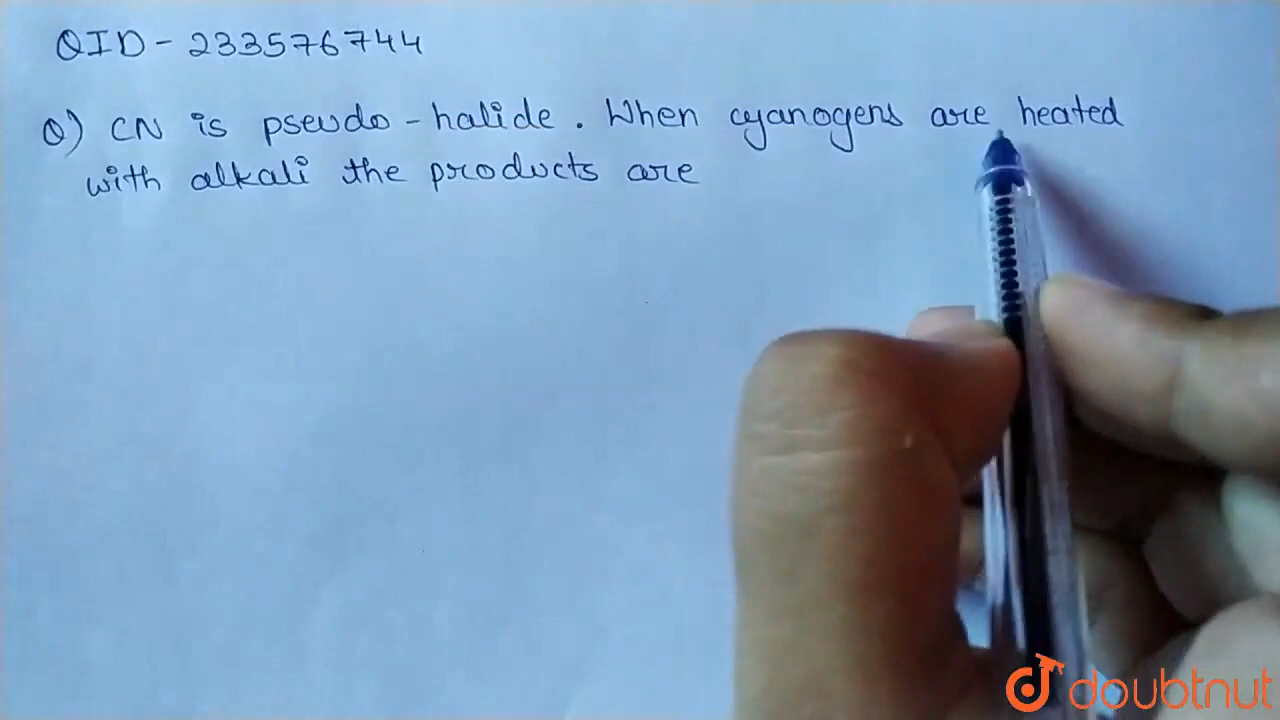 QID - 233576744
Q) CN is pseudo - halide . When cyanogens are heated
with alkali the products are
doubtnut